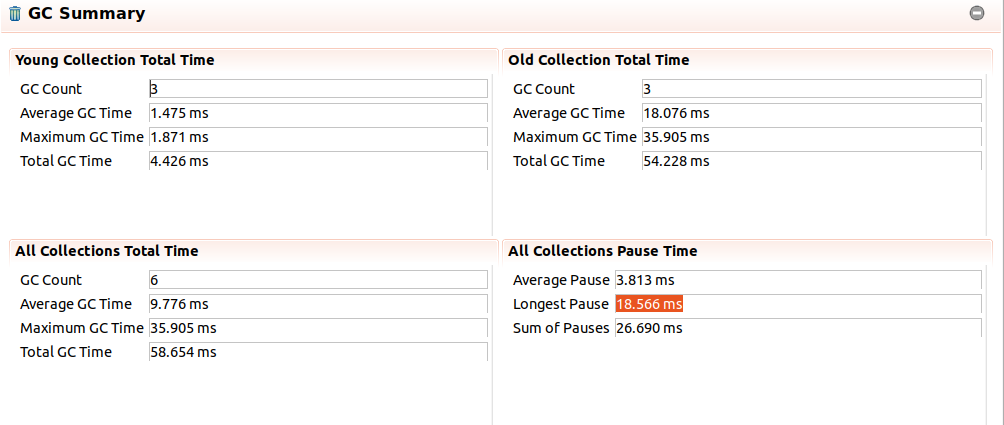 GC Summary
Young Collection Total Time
GC Count 3
Average GC Time 1.475 ms
Maximum GC Time 1.871 ms
Total GC Time 4.426 ms
Old Collection Total Time
GC Count 3
Average GC Time 18.076 ms
Maximum GC Time 35.905 ms
Total GC Time 54.228 ms
All Collections Total Time
GC Count 6
Average GC Time 9.776 ms
Maximum GC Time 35.905 ms
Total GC Time 58.654 ms
All Collections Pause Time
Average Pause 3.813 ms
Longest Pause 18.566 ms
Sum of Pauses 26.690 ms